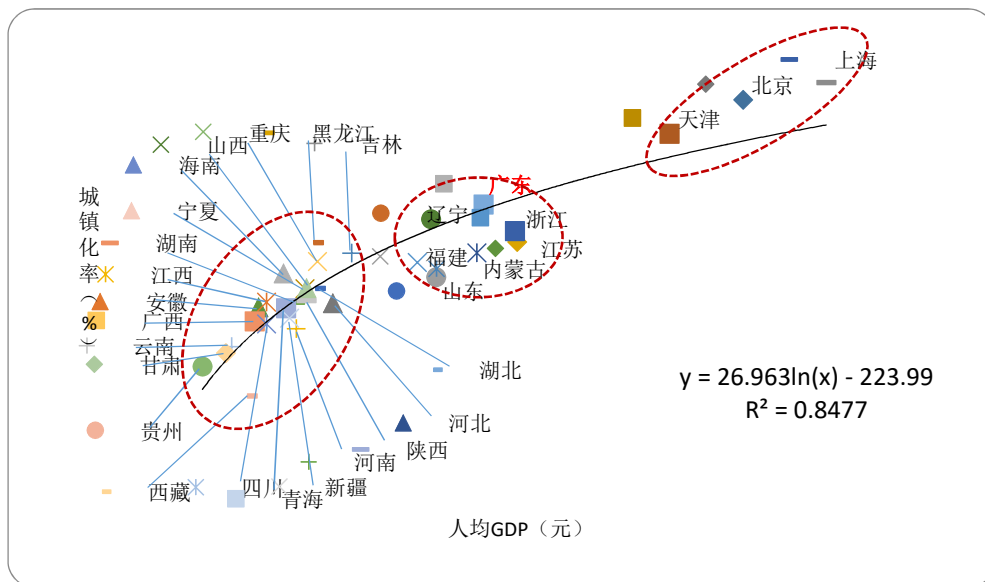 上海
北京
天津
重庆
黑龙江
吉林
山西
海南
广东
宁夏
辽宁
浙江
湖南
福建
江苏
内蒙古
江西
山东
安徽
广西
云南
甘肃
湖北
贵州
河北
陕西
河南
西藏
四川
新疆
青海
城镇化率(%)
y = 26.963ln(x) - 223.99
R² = 0.8477
人均GDP（元）